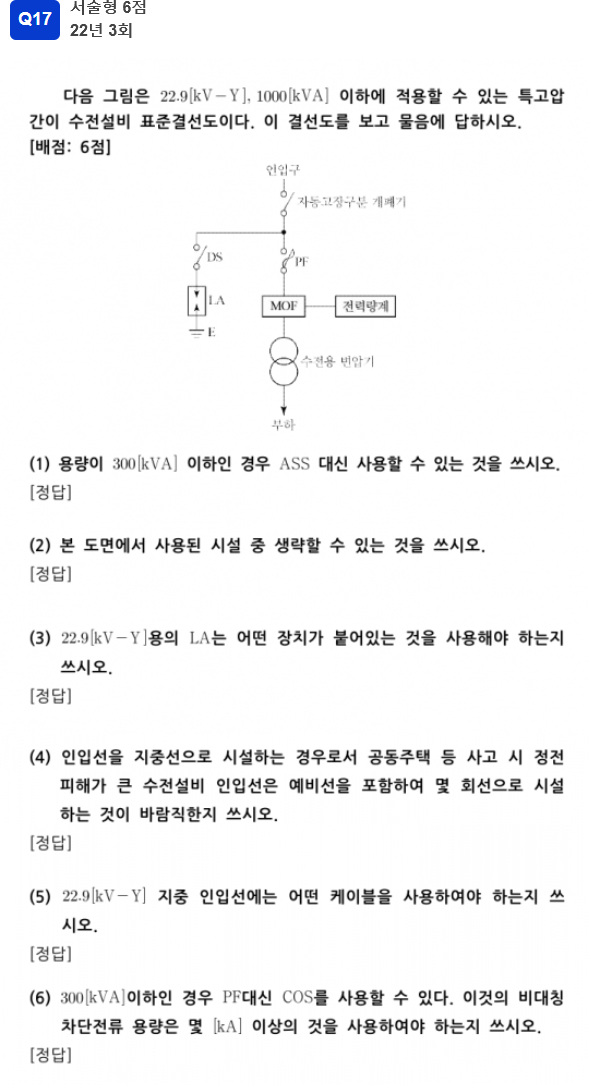 Q17
서술형 6점
22년 3회
다음 그림은 22.9[kV-Y], 1000[kVA] 이하에 적용할 수 있는 특고압
간이 수전설비 표준결선도이다. 이 결선도를 보고 물음에 답하시오.
[배점: 6점]
인입구
자동고장구분 개폐기
DS
PF
LA
MOF
전력량계
E
수전용 변압기
부하
(1) 용량이 300[kVA] 이하인 경우 ASS 대신 사용할 수 있는 것을 쓰시오.
[정답]
(2) 본 도면에서 사용된 시설 중 생략할 수 있는 것을 쓰시오.
[정답]
(3) 22.9[kV-Y]용의 LA는 어떤 장치가 붙어있는 것을 사용해야 하는지
쓰시오.
[정답]
(4) 인입선을 지중선으로 시설하는 경우로서 공동주택 등 사고 시 정전
피해가 큰 수전설비 인입선은 예비선을 포함하여 몇 회선으로 시설
하는 것이 바람직한지 쓰시오.
[정답]
(5) 22.9[kV-Y] 지중 인입선에는 어떤 케이블을 사용하여야 하는지 쓰
시오.
[정답]
(6) 300[kVA]이하인 경우 PF대신 COS를 사용할 수 있다. 이것의 비대칭
차단전류 용량은 몇 [kA] 이상의 것을 사용하여야 하는지 쓰시오.
[정답]